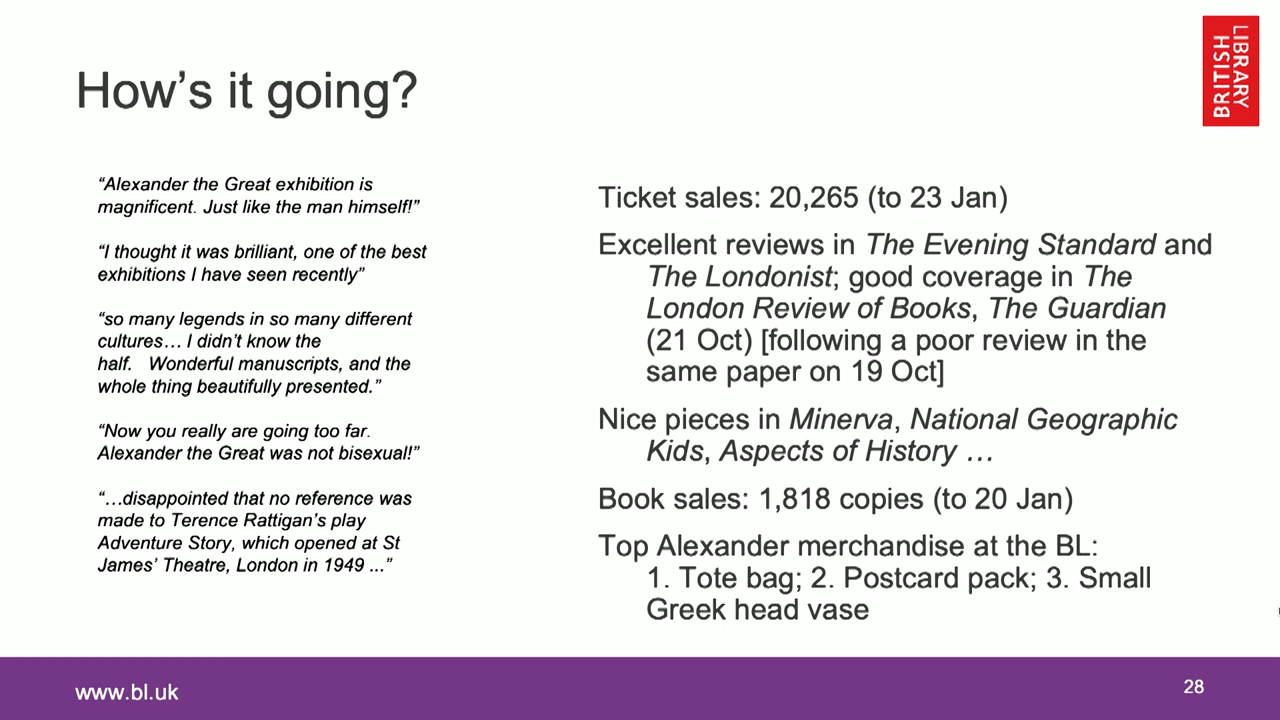 How's it going?
BRITISH
LIBRARY
“Alexander the Great exhibition is
magnificent. Just like the man himself!”
“I thought it was brilliant, one of the best
exhibitions I have seen recently”
“so many legends in so many different
cultures… I didn’t know the
half.   Wonderful manuscripts, and the
whole thing beautifully presented.”
“Now you really are going too far.
Alexander the Great was not bisexual!”
“…disappointed that no reference was
made to Terence Rattigan’s play
Adventure Story, which opened at St
James’ Theatre, London in 1949 ...”
Ticket sales: 20,265 (to 23 Jan)
Excellent reviews in The Evening Standard and
The Londonist; good coverage in The
London Review of Books, The Guardian
(21 Oct) [following a poor review in the
same paper on 19 Oct]
Nice pieces in Minerva, National Geographic
Kids, Aspects of History …
Book sales: 1,818 copies (to 20 Jan)
Top Alexander merchandise at the BL:
1. Tote bag; 2. Postcard pack; 3. Small
Greek head vase
www.bl.uk
28